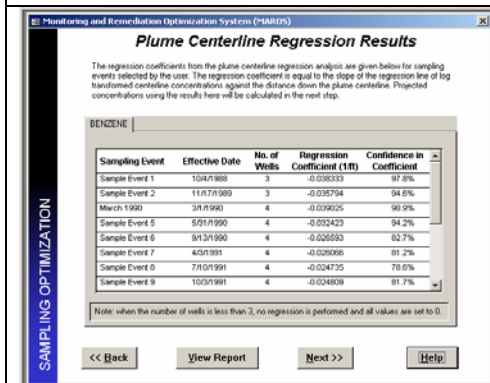 Monitoring and Remediation Optimization System (MAROS)
Plume Centerline Regression Results
The regression coefficients from the plume centerline regression analysis are given below for sampling
events selected by the user. The regression coefficient is equal to the slope of the regression line of log
transformed centerline concentrations against the distance down the plume centerline. Projected
concentrations using the results here will be calculated in the next step.
BENZENE
Sampling Event Effective Date No. of Wells Regression Coefficient (1/ft) Confidence in Coefficient
Sample Event 1 10/4/1988 3 -0.038333 97.8%
Sample Event 2 11/17/1989 3 -0.035794 94.6%
March 1990 3/1/1990 4 -0.039025 98.9%
Sample Event 5 5/31/1990 4 -0.032423 94.2%
Sample Event 6 9/13/1990 4 -0.026593 82.7%
Sample Event 7 4/3/1991 4 -0.026066 81.2%
Sample Event 8 7/10/1991 4 -0.024735 78.6%
Sample Event 9 10/3/1991 4 -0.024809 81.7%
Note: when the number of wells is less than 3, no regression is performed and all values are set to 0.
SAMPLING OPTIMIZATION
<< Back View Report Next >> Help